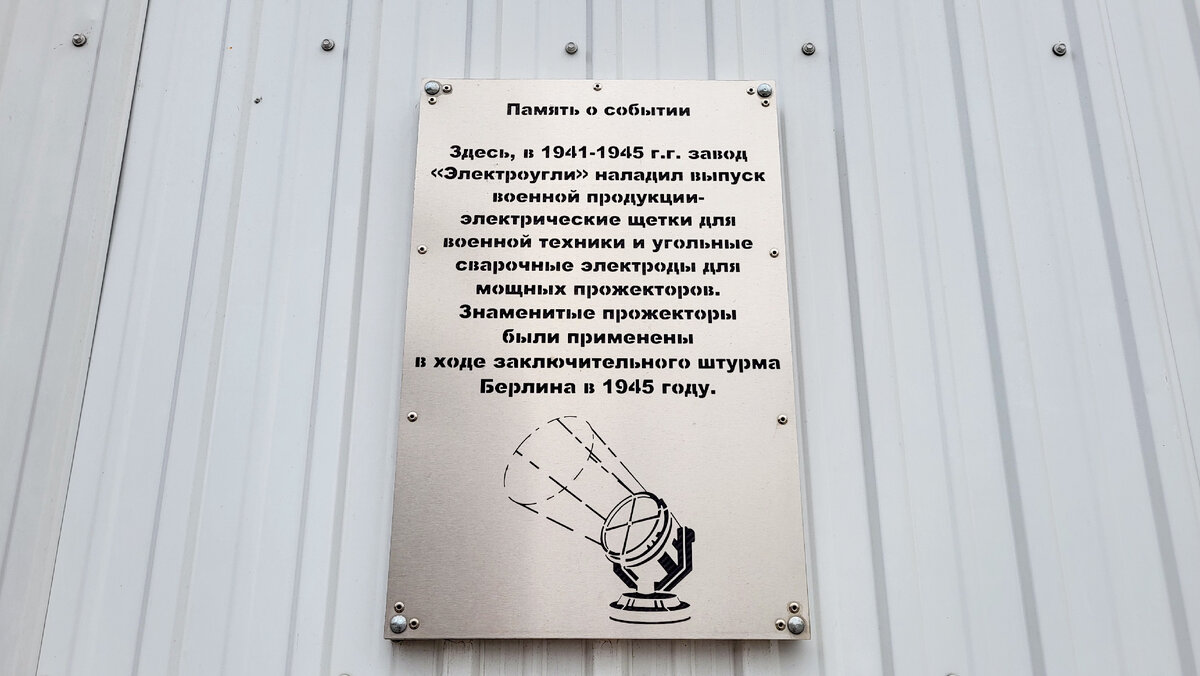 Память о событии
Здесь, в 1941-1945 г.г. завод
«Электроугли» наладил выпуск
военной продукции-
электрические щетки для
военной техники и угольные
сварочные электроды для
мощных прожекторов.
Знаменитые прожекторы
были применены
в ходе заключительного штурма
Берлина в 1945 году.